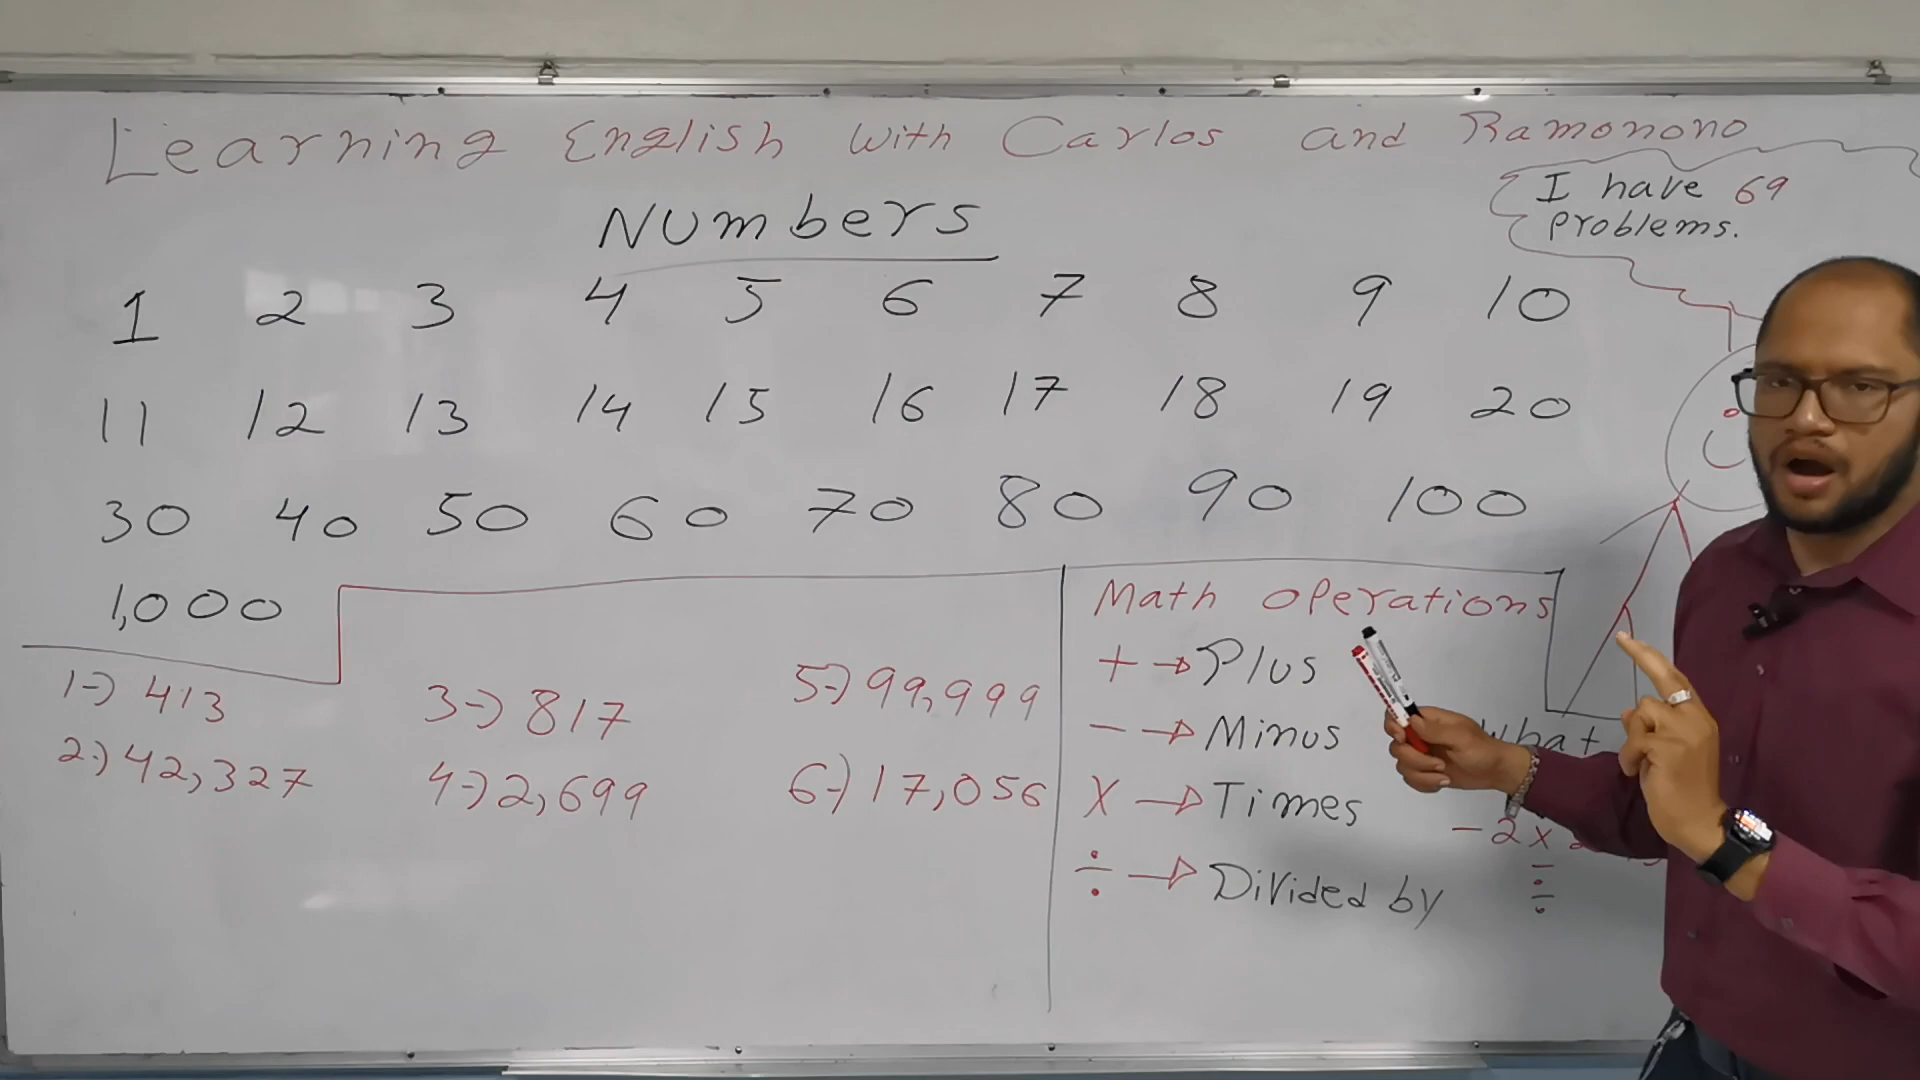 Learning English with Carlos and Ramonono
I have 69
problems.
Numbers
1 2 3 4 5 6 7 8 9 10
11 12 13 14 15 16 17 18 19 20
30 40 50 60 70 80 90 100
1,000
1-) 413
2-) 42,327
3-) 817
4-) 2,699
5-) 99,999
6-) 17,056
Math operations
+ → Plus
- → Minus
X → Times
÷ → Divided by
What
-2x
÷